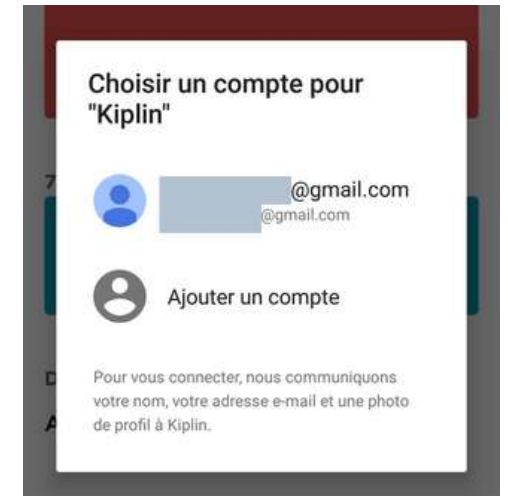 Choisir un compte pour
"Kiplin"
7
@gmail.com
@gmail.com
Ajouter un compte
D
Pour vous connecter, nous communiquons
votre nom, votre adresse e-mail et une photo
A
de profil à Kiplin.